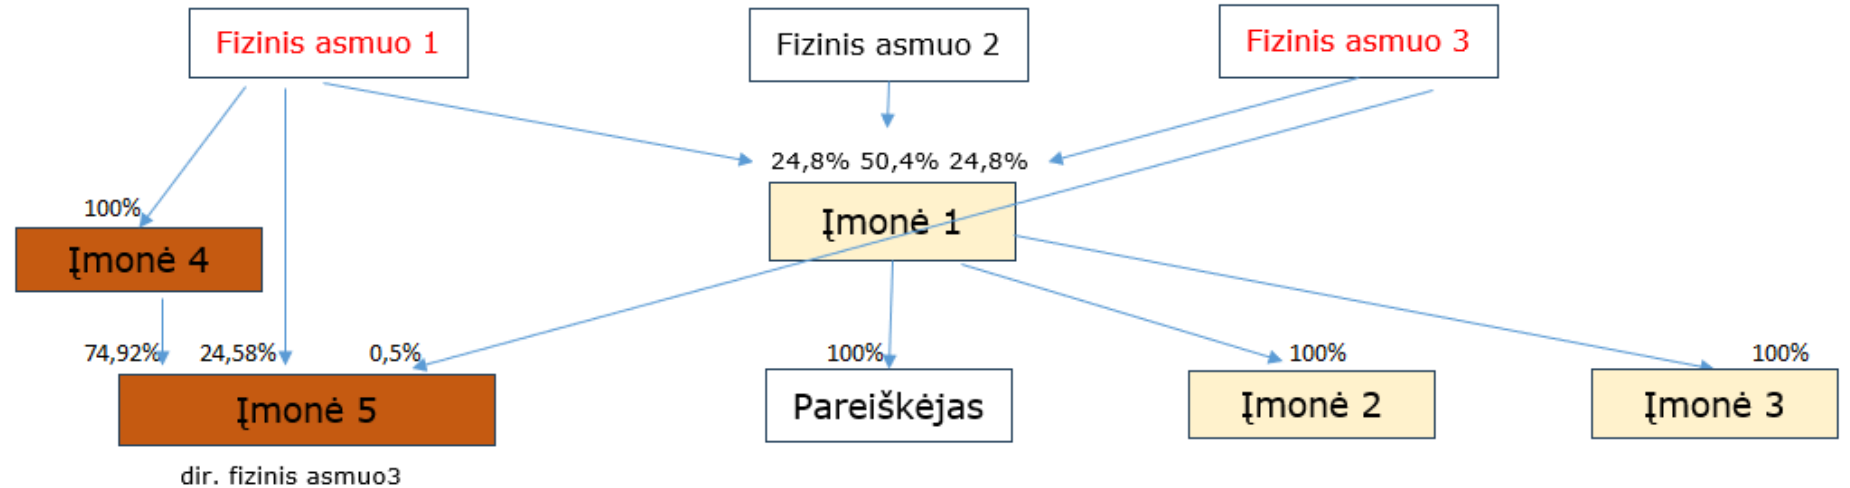 Fizinis asmuo 1
Fizinis asmuo 2
Fizinis asmuo 3
24,8% 50,4% 24,8%
100%
Įmonė 1
Įmonė 4
74,92% 24,58% 0,5%
100%
100%
100%
Įmonė 5
Pareiškėjas
Įmonė 2
Įmonė 3
dir. fizinis asmuo3